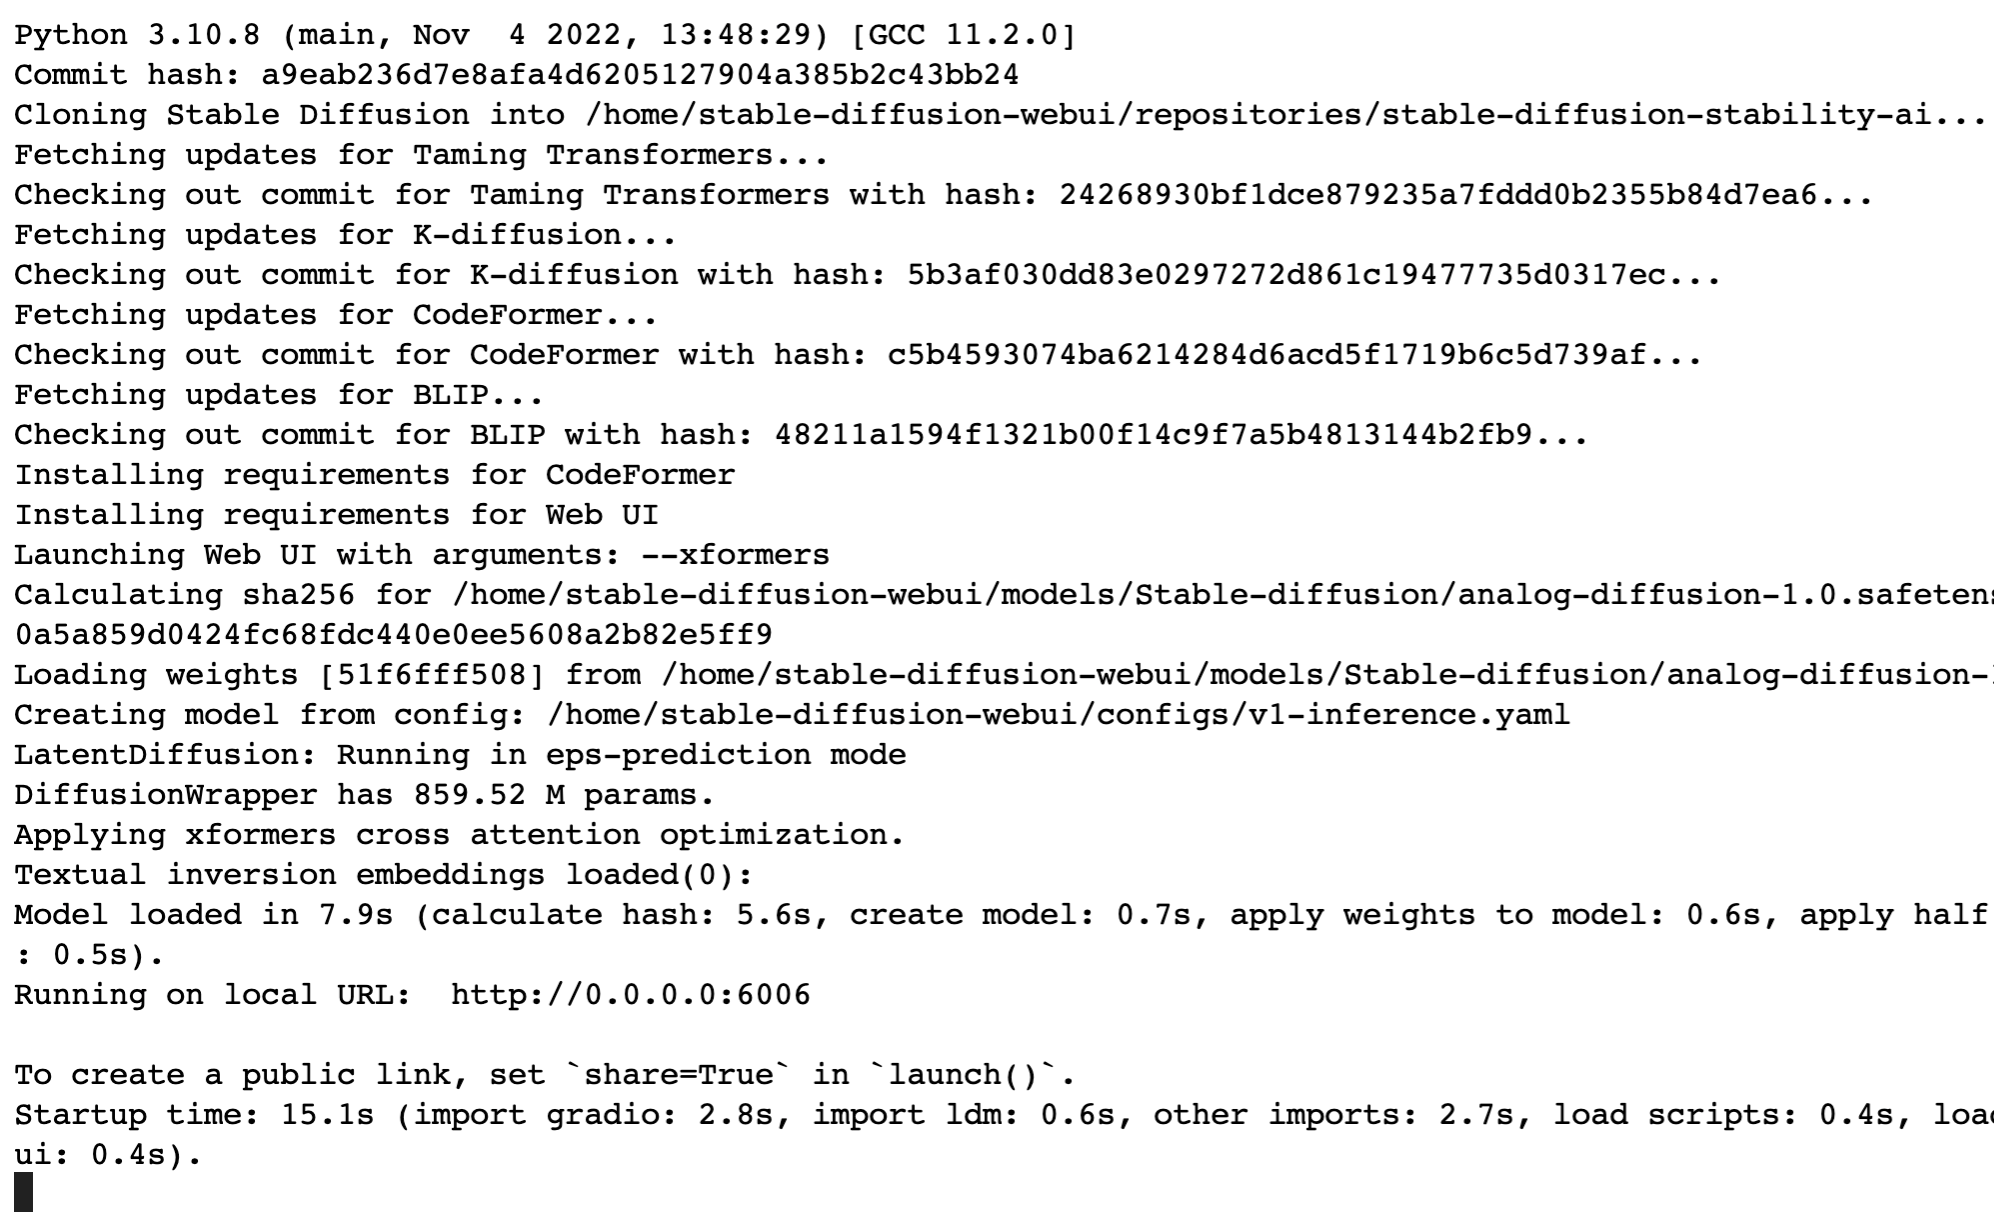 Python 3.10.8 (main, Nov  4 2022, 13:48:29) [GCC 11.2.0]
Commit hash: a9eab236d7e8afa4d6205127904a385b2c43bb24
Cloning Stable Diffusion into /home/stable-diffusion-webui/repositories/stable-diffusion-stability-ai...
Fetching updates for Taming Transformers...
Checking out commit for Taming Transformers with hash: 24268930bf1dce879235a7fddd0b2355b84d7ea6...
Fetching updates for K-diffusion...
Checking out commit for K-diffusion with hash: 5b3af030dd83e0297272d861c19477735d0317ec...
Fetching updates for CodeFormer...
Checking out commit for CodeFormer with hash: c5b4593074ba6214284d6acd5f1719b6c5d739af...
Fetching updates for BLIP...
Checking out commit for BLIP with hash: 48211a1594f1321b00f14c9f7a5b4813144b2fb9...
Installing requirements for CodeFormer
Installing requirements for Web UI
Launching Web UI with arguments: --xformers
Calculating sha256 for /home/stable-diffusion-webui/models/Stable-diffusion/analog-diffusion-1.0.safetens
0a5a859d0424fc68fdc440e0ee5608a2b82e5ff9
Loading weights [51f6fff508] from /home/stable-diffusion-webui/models/Stable-diffusion/analog-diffusion-
Creating model from config: /home/stable-diffusion-webui/configs/v1-inference.yaml
LatentDiffusion: Running in eps-prediction mode
DiffusionWrapper has 859.52 M params.
Applying xformers cross attention optimization.
Textual inversion embeddings loaded(0):
Model loaded in 7.9s (calculate hash: 5.6s, create model: 0.7s, apply weights to model: 0.6s, apply half
: 0.5s).
Running on local URL:  http://0.0.0.0:6006
To create a public link, set `share=True` in `launch()`.
Startup time: 15.1s (import gradio: 2.8s, import ldm: 0.6s, other imports: 2.7s, load scripts: 0.4s, loa
ui: 0.4s).